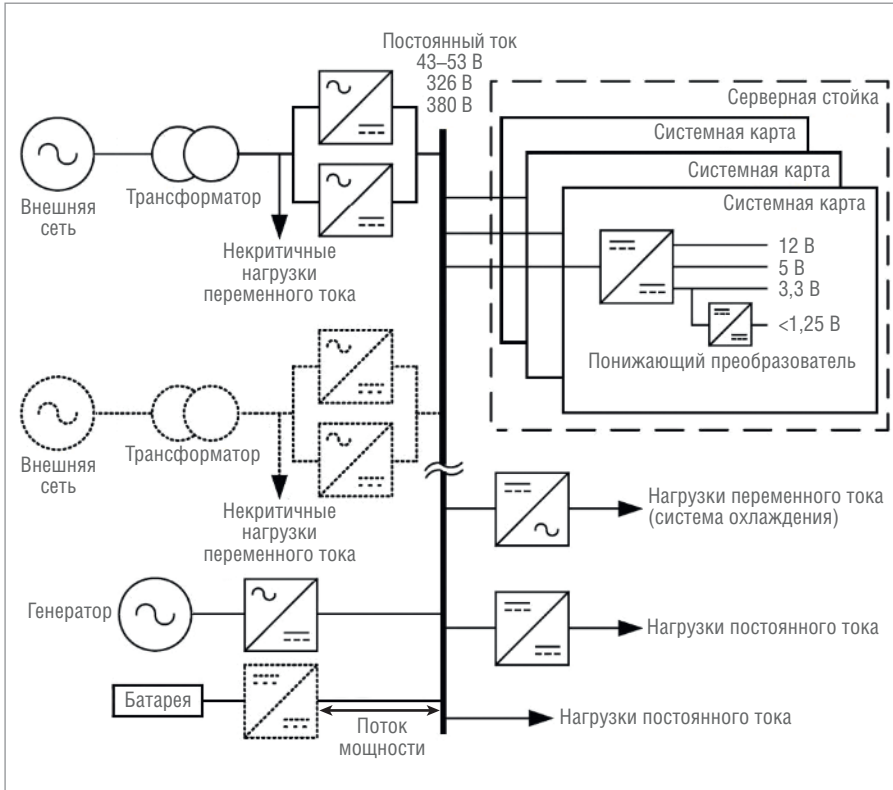 Постоянный ток
43–53 В
326 В
380 В
Серверная стойка
Системная карта
Системная карта
Системная карта
12 В
5 В
3,3 В
<1,25 В
Понижающий преобразователь
Внешняя
сеть
Трансформатор
Некритичные
нагрузки
переменного тока
Внешняя
сеть
Трансформатор
Некритичные
нагрузки
переменного тока
Нагрузки переменного тока
(система охлаждения)
Генератор
Нагрузки постоянного тока
Батарея
Поток
мощности
Нагрузки постоянного тока